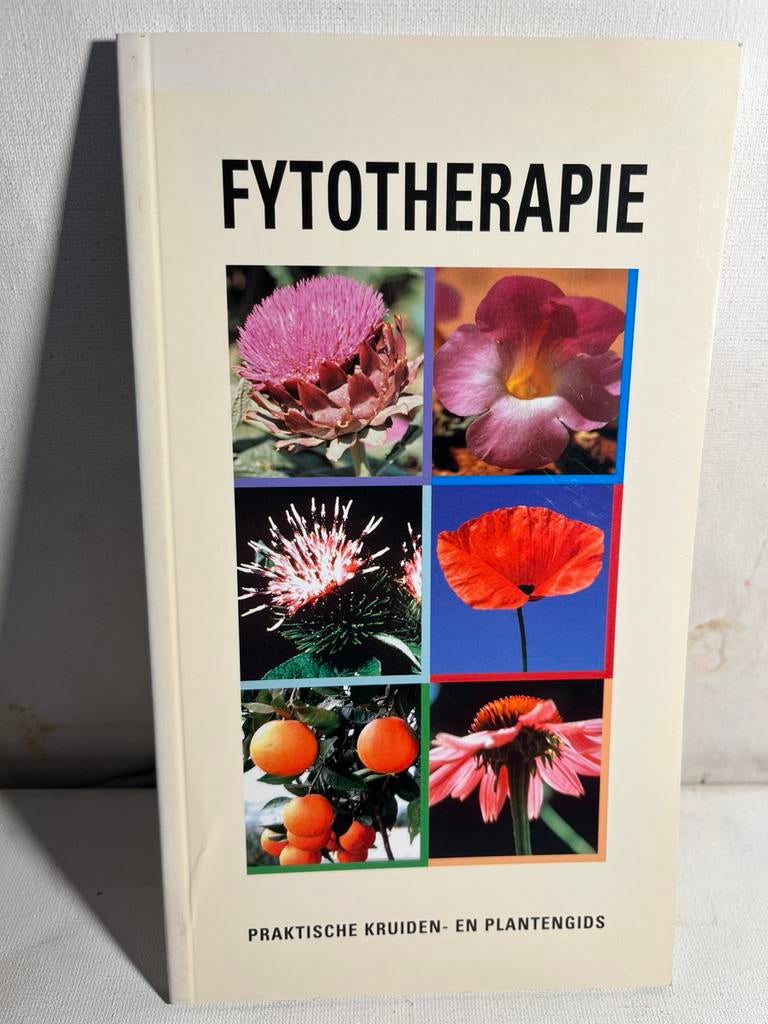 FYTOTHERAPIE
PRAKTISCHE KRUIDEN- EN PLANTENGIDS